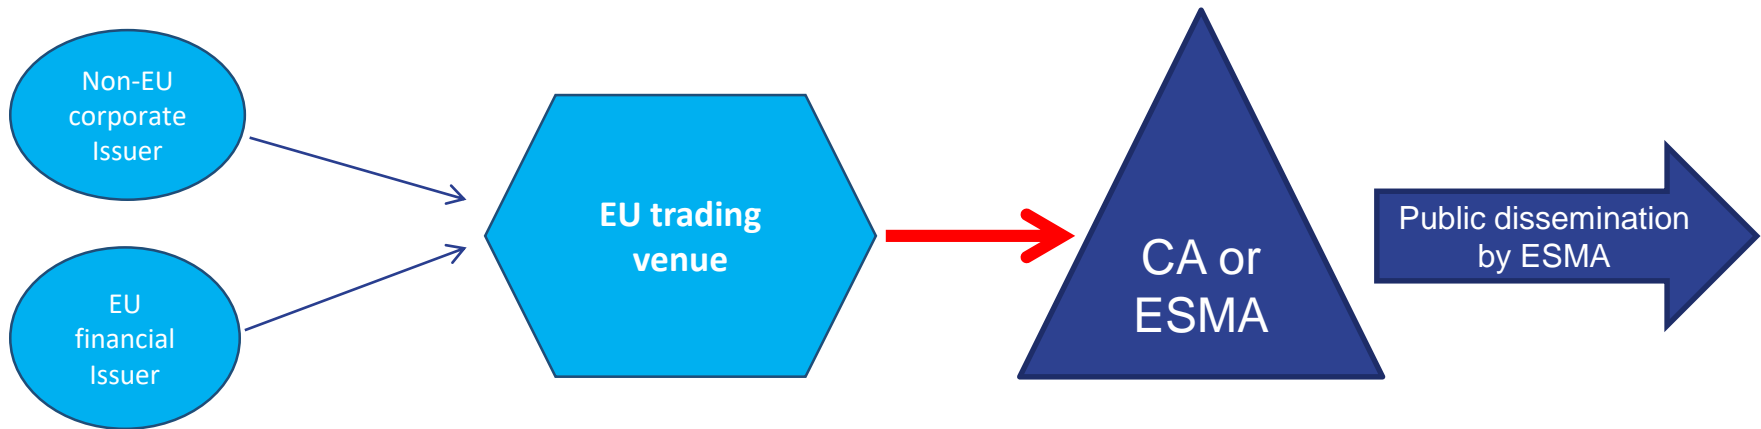 Non-EU
corporate
Issuer
EU
financial
Issuer
EU trading
venue
CA or
ESMA
Public dissemination
by ESMA